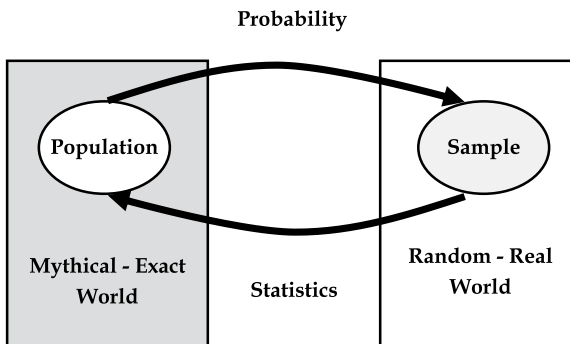 Probability
Population
Sample
Mythical - Exact
World
Statistics
Random - Real
World